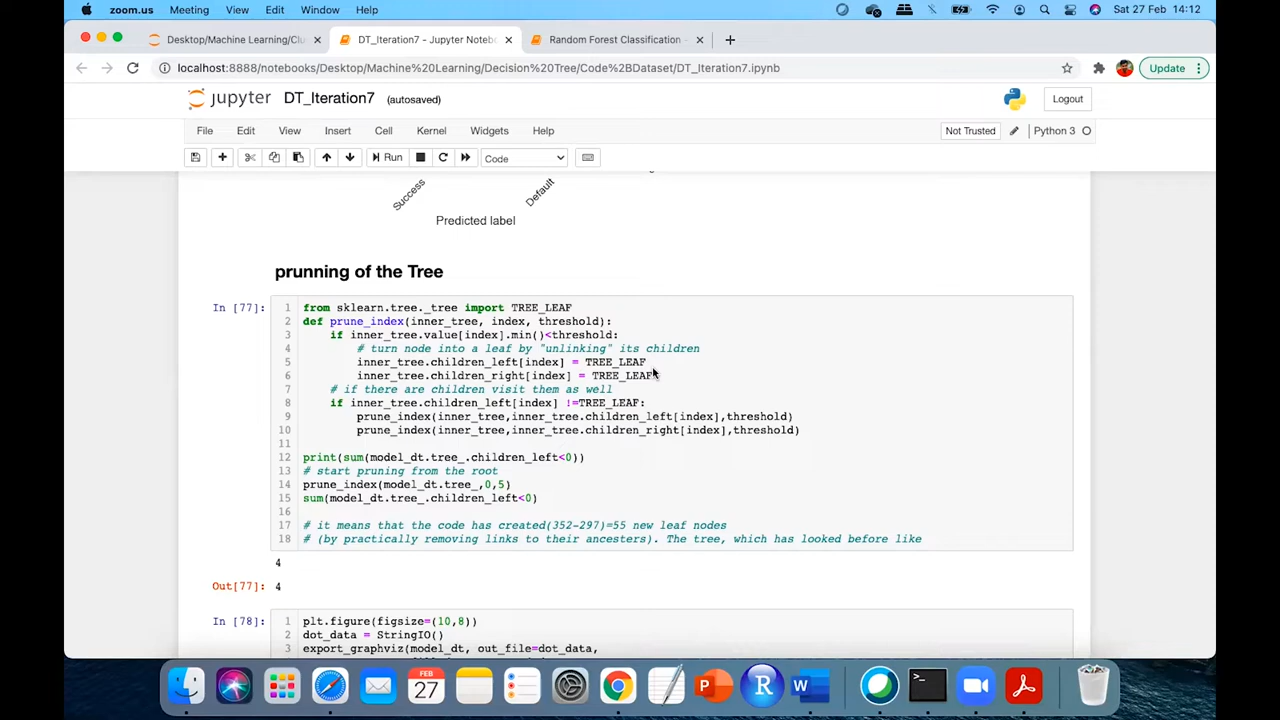 zoom.us Meeting View Edit Window Help Sat 27 Feb 14:12
Desktop/Machine Learning/Clu DT_Iteration7 - Jupyter Notebo Random Forest Classification -
localhost:8888/notebooks/Desktop/Machine%20Learning/Decision%20Tree/Code%2BDataset/DT_Iteration7.ipynb Update
jupyter DT_Iteration7 (autosaved) Logout
File Edit View Insert Cell Kernel Widgets Help Not Trusted Python 3
Run Code
Success Default
Predicted label
prunning of the Tree
In [77]: 1 from sklearn.tree._tree import TREE_LEAF
2 def prune_index(inner_tree, index, threshold):
3 if inner_tree.value[index].min()<threshold:
4 # turn node into a leaf by "unlinking" its children
5 inner_tree.children_left[index] = TREE_LEAF
6 inner_tree.children_right[index] = TREE_LEAF
7 # if there are children visit them as well
8 if inner_tree.children_left[index] !=TREE_LEAF:
9 prune_index(inner_tree,inner_tree.children_left[index],threshold)
10 prune_index(inner_tree,inner_tree.children_right[index],threshold)
11
12 print(sum(model_dt.tree_.children_left<0))
13 # start pruning from the root
14 prune_index(model_dt.tree_,0,5)
15 sum(model_dt.tree_.children_left<0)
16
17 # it means that the code has created(352-297)=55 new leaf nodes
18 # (by practically removing links to their ancesters). The tree, which has looked before like
4
Out[77]: 4
In [78]: 1 plt.figure(figsize=(10,8))
2 dot_data = StringIO()
3 export_graphviz(model_dt, out_file=dot_data,
FEB
27
P R W